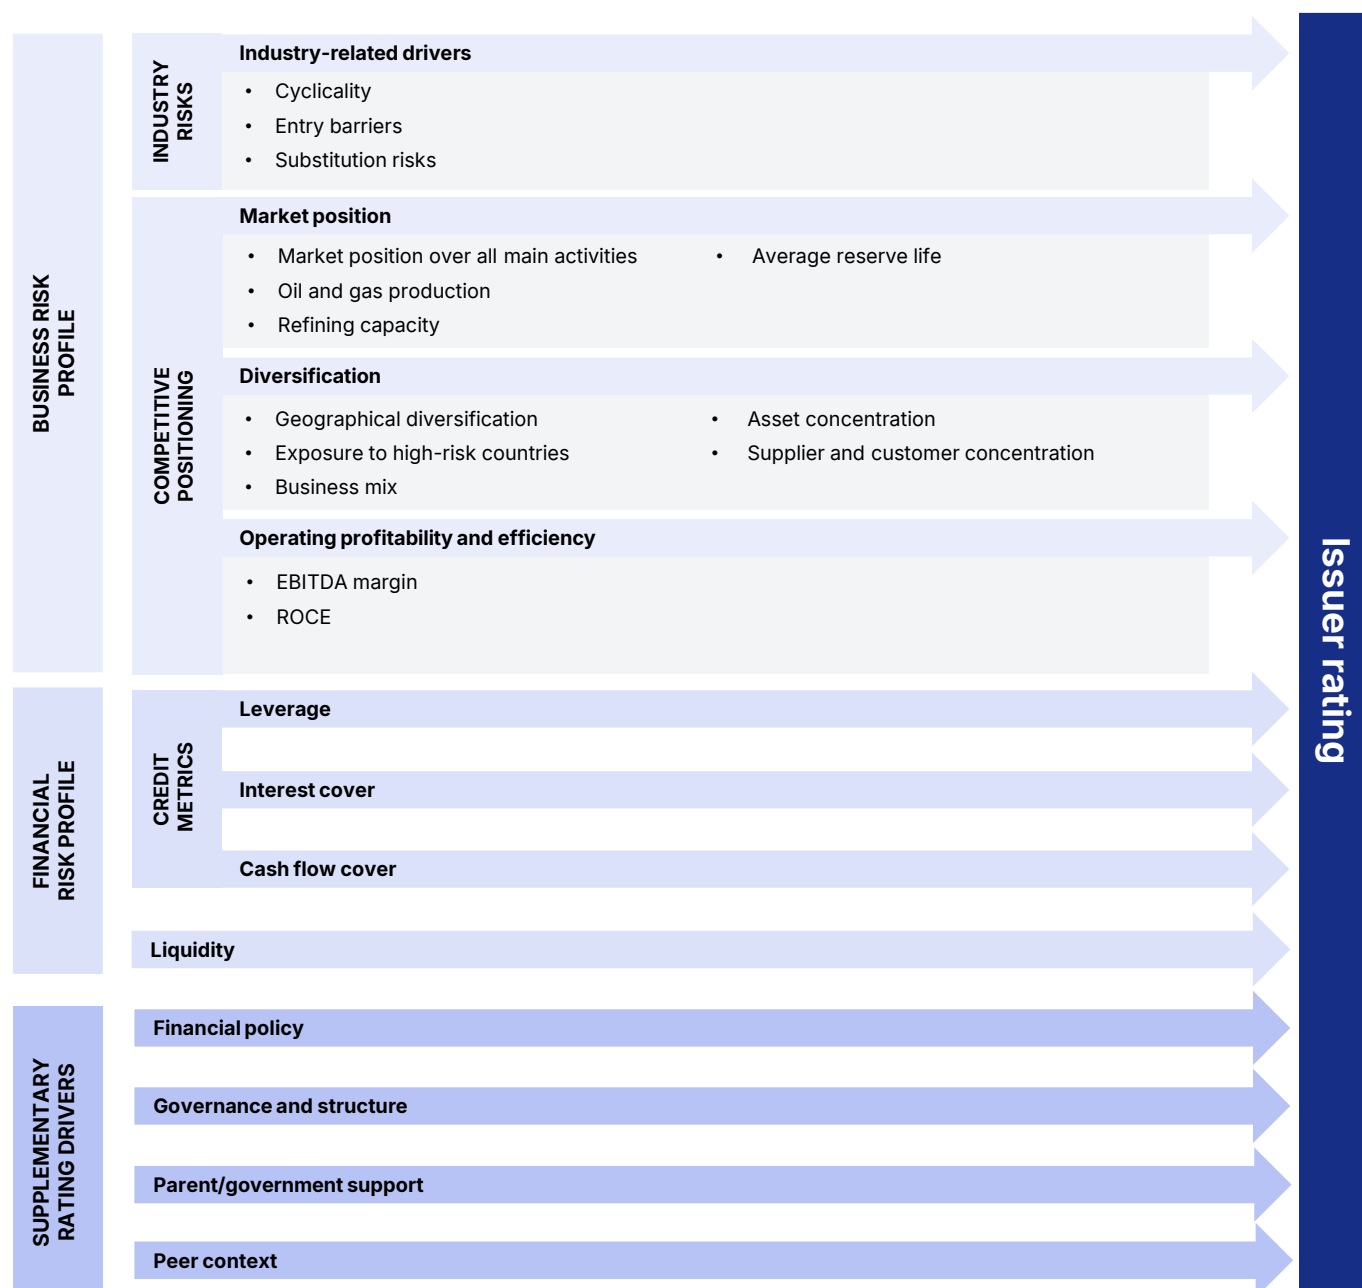 BUSINESS RISK
PROFILE
INDUSTRY
RISKS
Industry-related drivers
• Cyclicality
• Entry barriers
• Substitution risks
COMPETITIVE
POSITIONING
Market position
• Market position over all main activities
• Oil and gas production
• Refining capacity
• Average reserve life
Diversification
• Geographical diversification
• Exposure to high-risk countries
• Business mix
• Asset concentration
• Supplier and customer concentration
Operating profitability and efficiency
• EBITDA margin
• ROCE
FINANCIAL
RISK PROFILE
CREDIT
METRICS
Leverage
Interest cover
Cash flow cover
Liquidity
SUPPLEMENTARY
RATING DRIVERS
Financial policy
Governance and structure
Parent/government support
Peer context
Issuer rating